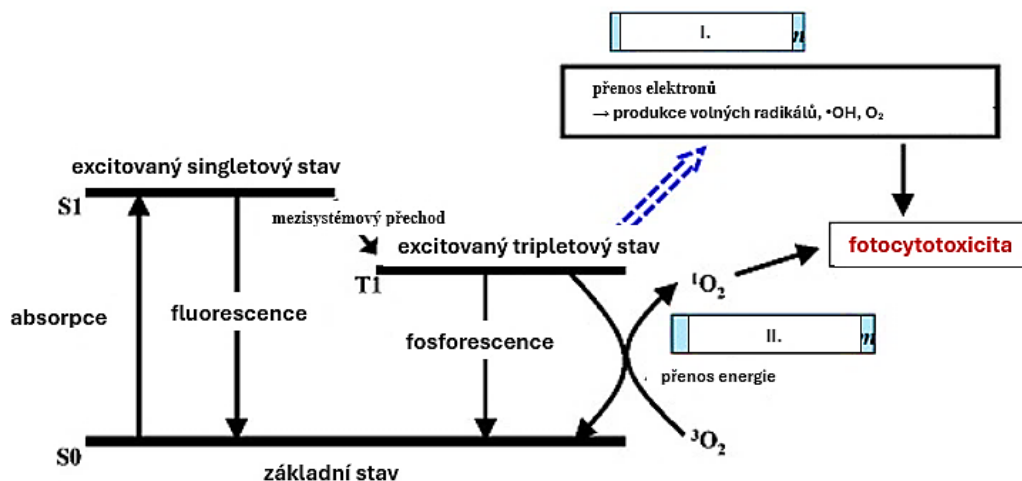 I. n
přenos elektronů
→ produkce volných radikálů, •OH, O₂
excitovaný singletový stav
S1
mezisystémový přechod
excitovaný tripletový stav
fotocytotoxicita
T1
¹O₂
absorpce
fluorescence
fosforescence
II. n
přenos energie
³O₂
S0
základní stav